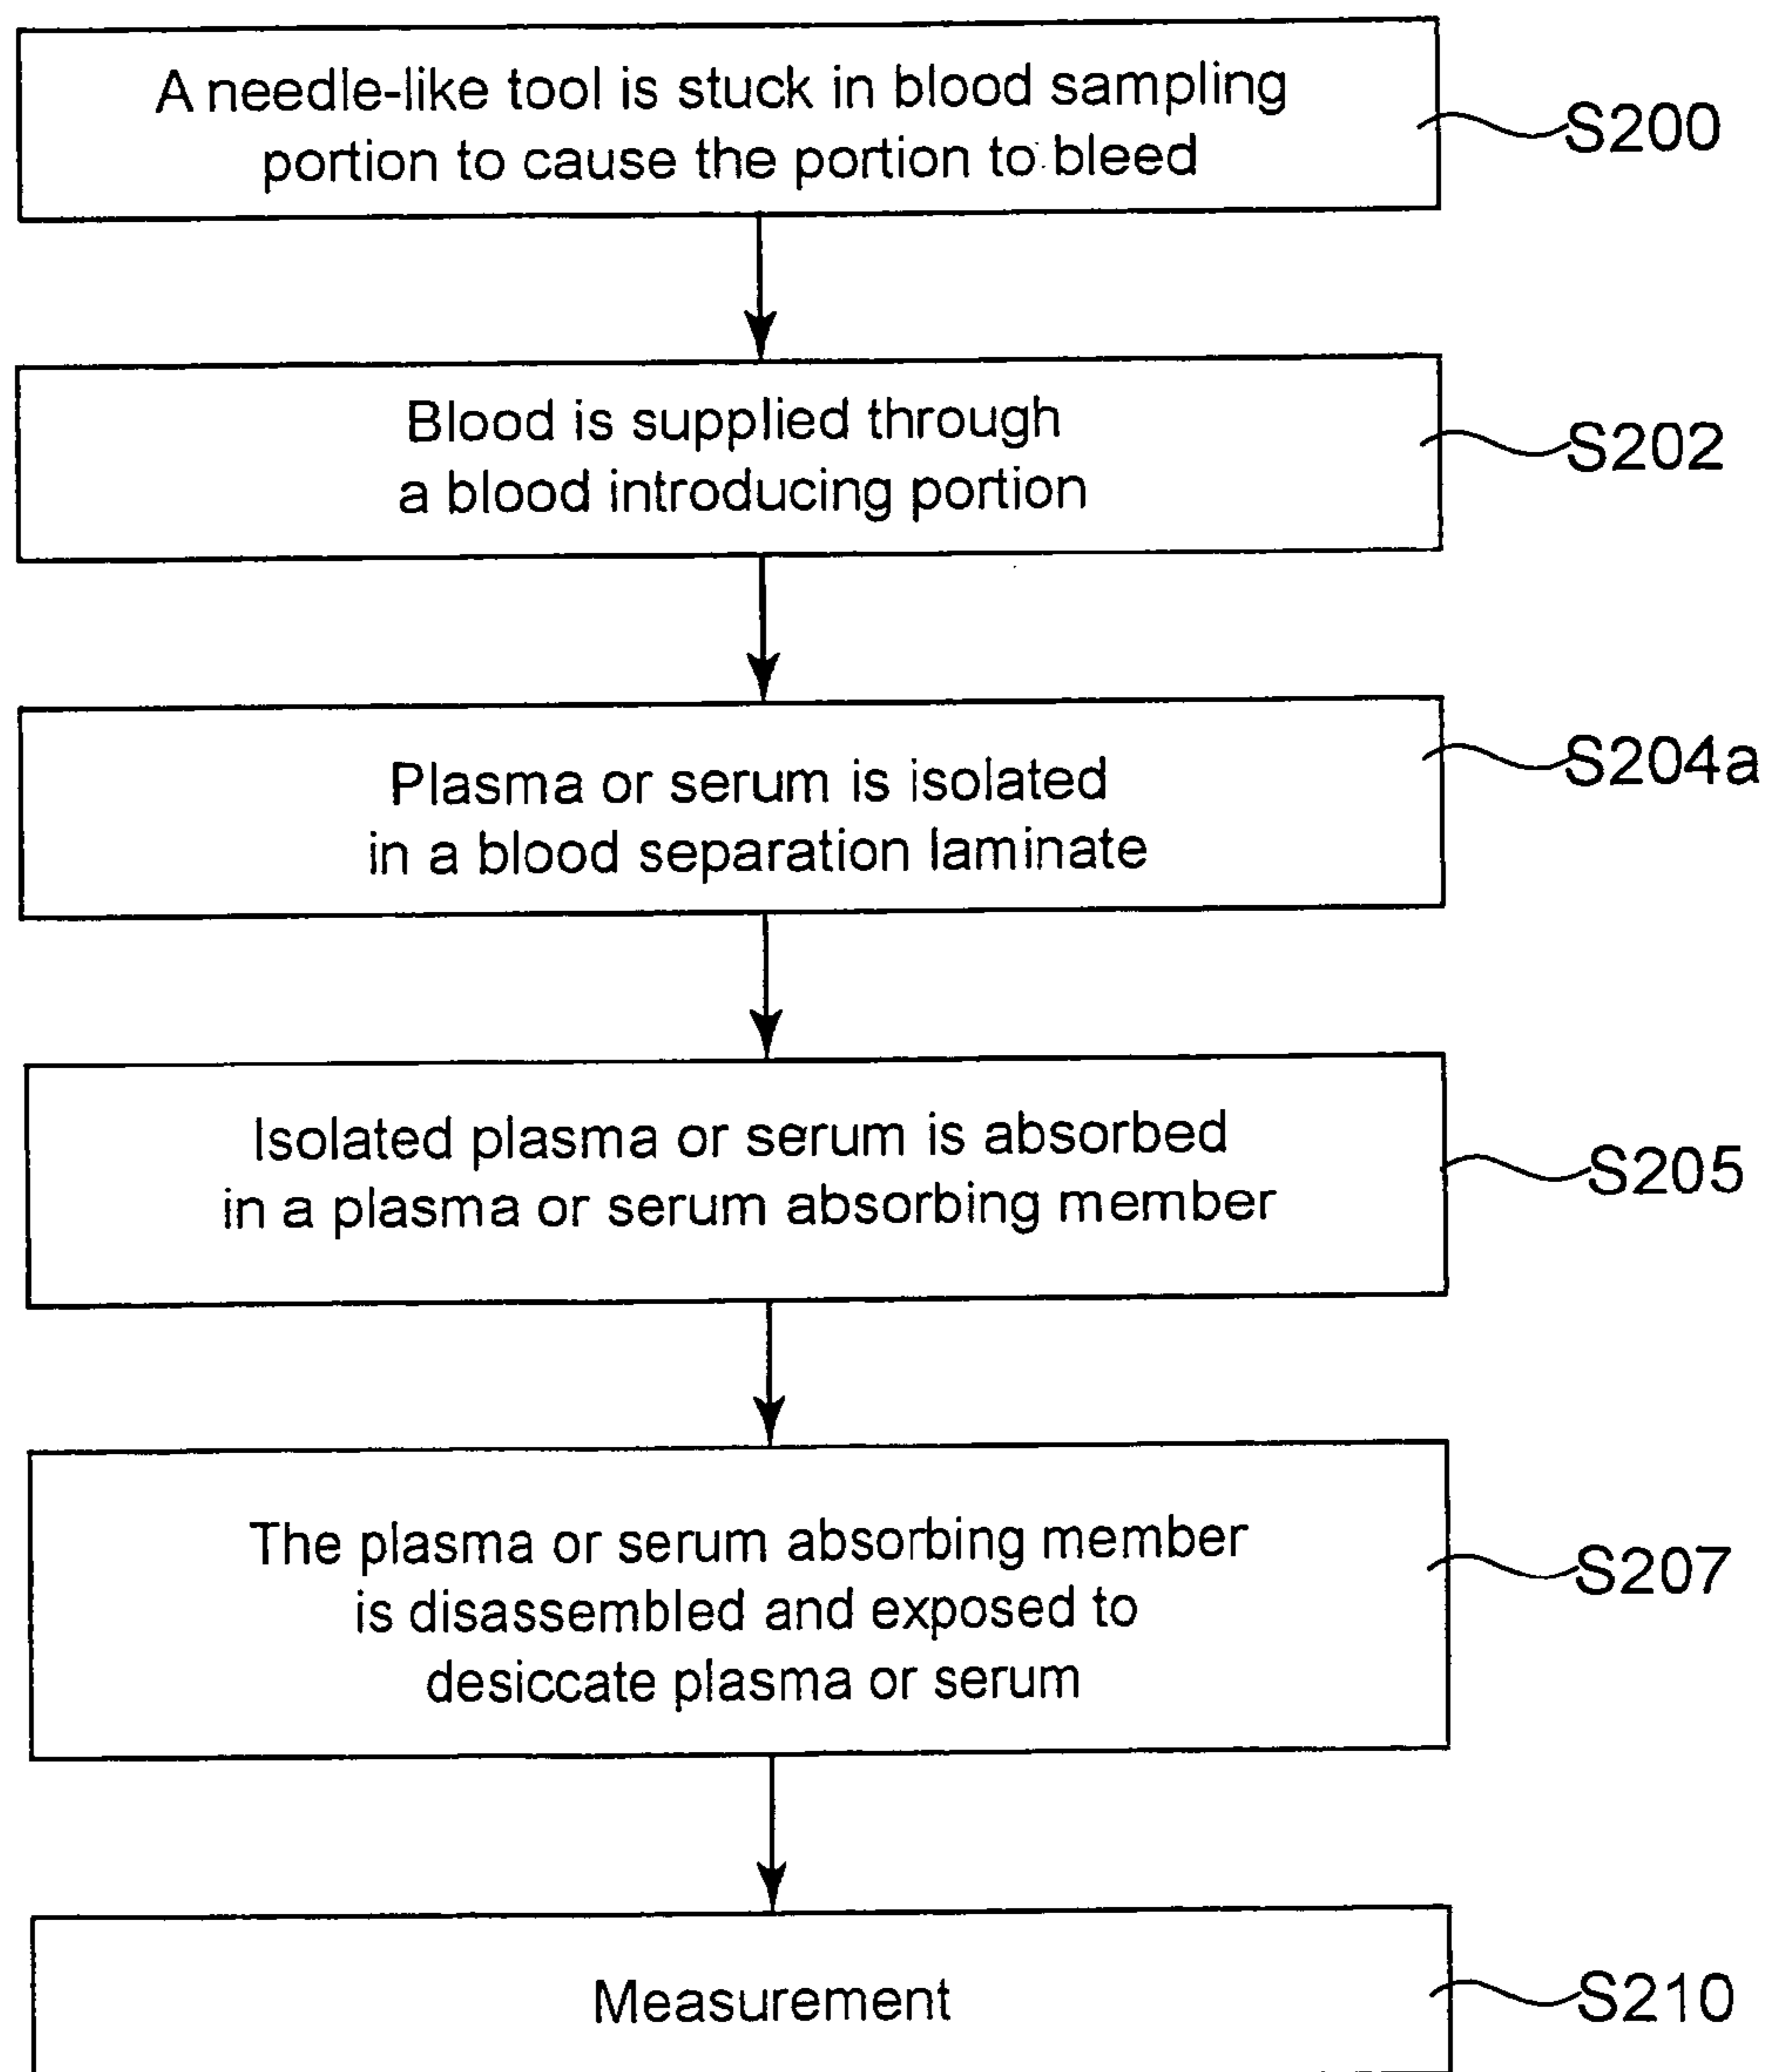 A needle-like tool is stuck in blood sampling
portion to cause the portion to bleed
S200
Blood is supplied through
a blood introducing portion
S202
Plasma or serum is isolated
in a blood separation laminate
S204a
Isolated plasma or serum is absorbed
in a plasma or serum absorbing member
S205
The plasma or serum absorbing member
is disassembled and exposed to
desiccate plasma or serum
S207
Measurement
S210